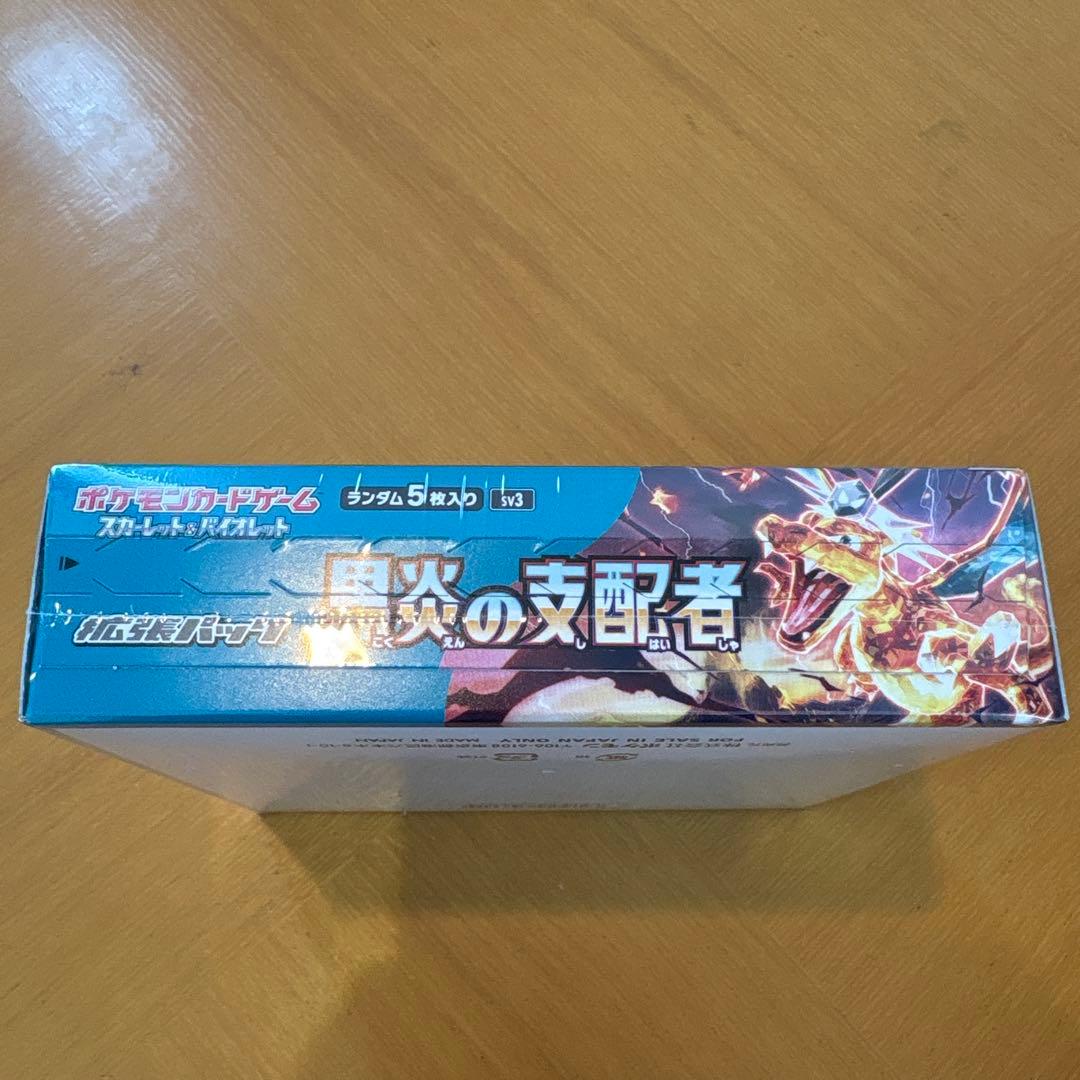 ポケモンカードゲーム
スカーレット&バイオレット
ランダム5枚入り
SV3
拡張パック
黒炎の支配者
こく えん し はい しゃ
FOR SALE IN JAPAN ONLY MADE IN JAPAN